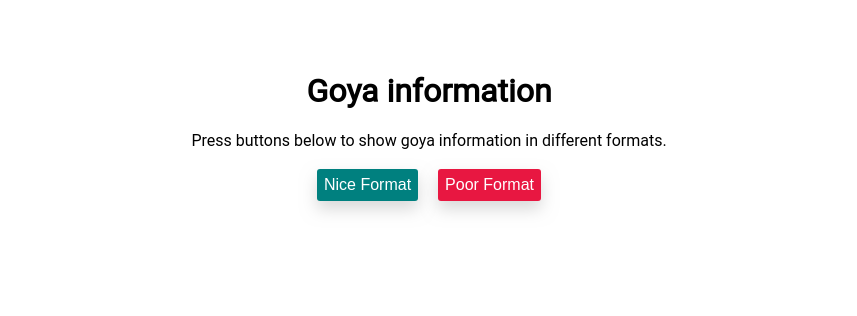 Goya information
Press buttons below to show goya information in different formats.
Nice Format Poor Format